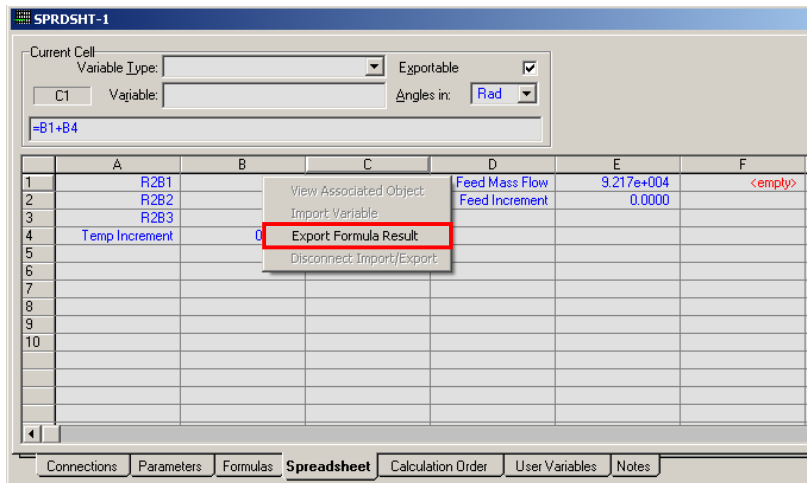 SPRDSHT-1
Current Cell
Variable Type:
Exportable
C1
Variable:
Angles in:
Rad
=B1+B4
A B C D E F
1 R2B1 Feed Mass Flow 9.217e+004 <empty>
2 R2B2 Feed Increment 0.0000
3 R2B3
4 Temp Increment 0
5
6
7
8
9
10
View Associated Object
Import Variable
Export Formula Result
Disconnect Import/Export
Connections Parameters Formulas Spreadsheet Calculation Order User Variables Notes